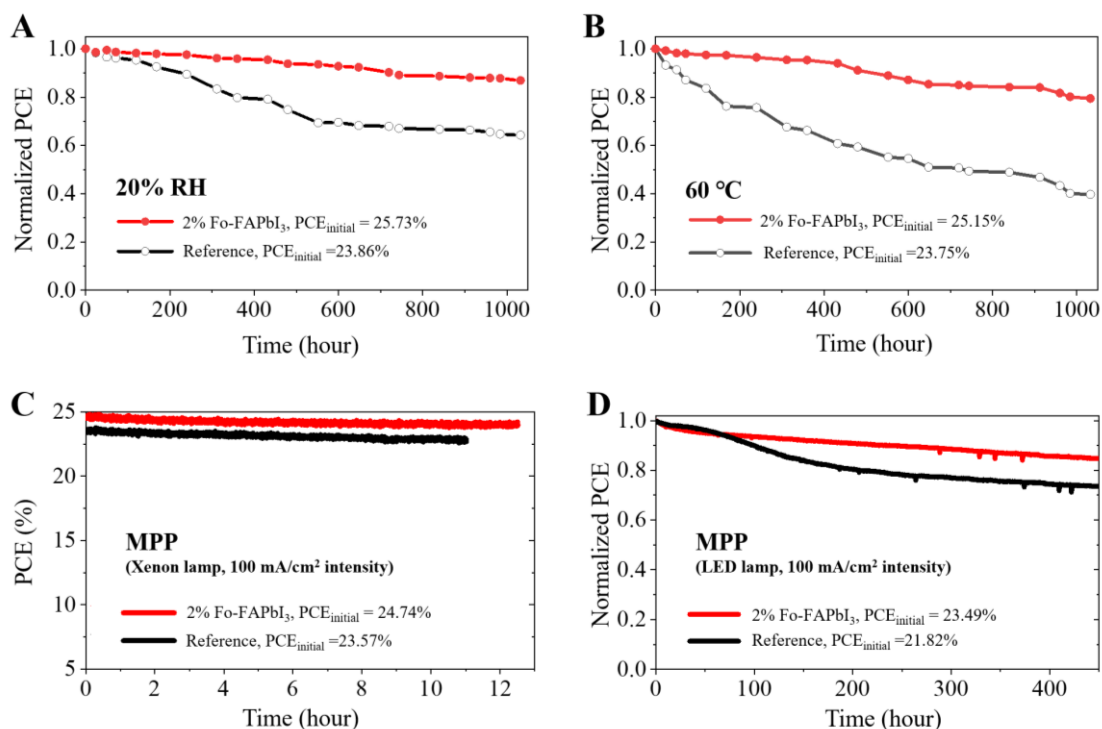 A
Normalized PCE
1.0
0.8
0.6
0.4
0.2
0.0
20% RH
2% Fo-FAPbI₃, PCEinitial = 25.73%
Reference, PCEinitial =23.86%
0 200 400 600 800 1000
Time (hour)
B
Normalized PCE
1.0
0.8
0.6
0.4
0.2
0.0
60 ℃
2% Fo-FAPbI₃, PCEinitial = 25.15%
Reference, PCEinitial =23.75%
0 200 400 600 800 1000
Time (hour)
C
PCE (%)
25
20
15
10
5
MPP
(Xenon lamp, 100 mA/cm² intensity)
2% Fo-FAPbI₃, PCEinitial = 24.74%
Reference, PCEinitial =23.57%
0 2 4 6 8 10 12
Time (hour)
D
Normalized PCE
1.0
0.8
0.6
0.4
0.2
0.0
MPP
(LED lamp, 100 mA/cm² intensity)
2% Fo-FAPbI₃, PCEinitial = 23.49%
Reference, PCEinitial =21.82%
0 100 200 300 400
Time (hour)